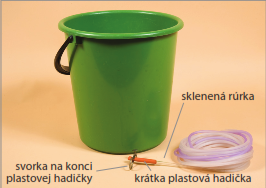 sklenená rúrka
svorka na konci
plastovej hadičky
krátka plastová hadička